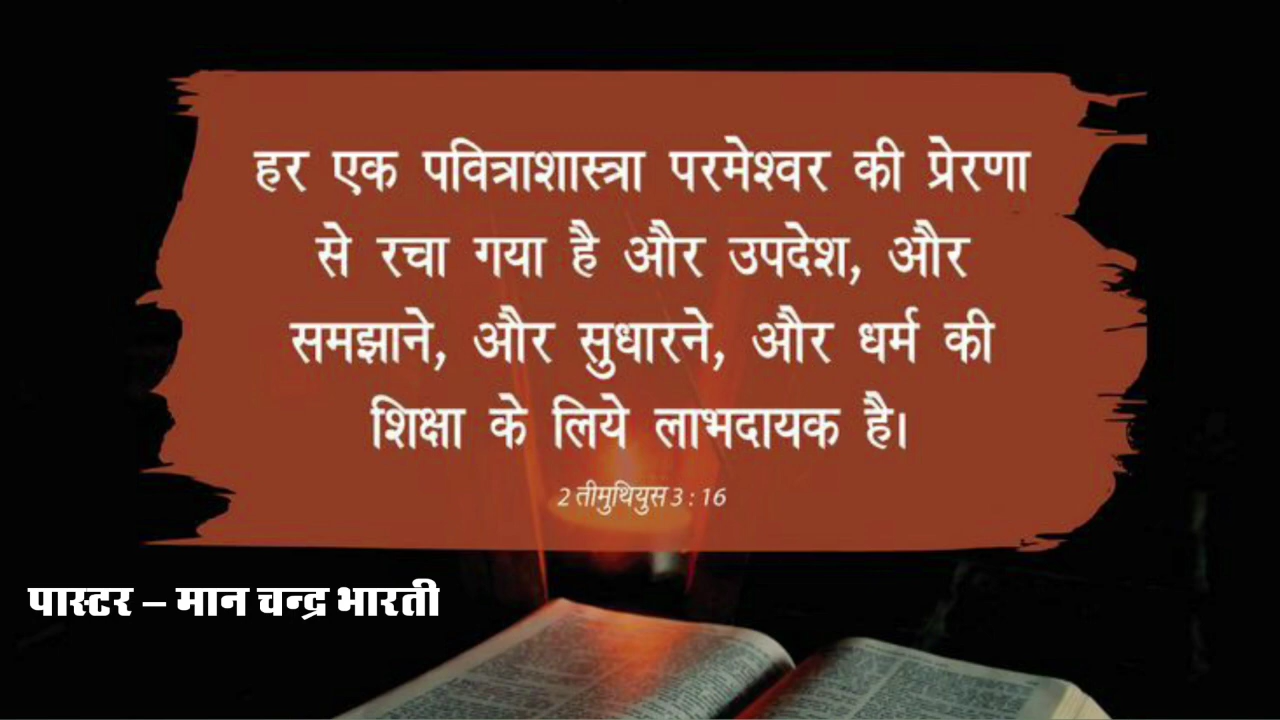 हर एक पवित्राशास्त्रा परमेश्वर की प्रेरणा
से रचा गया है और उपदेश, और
समझाने, और सुधारने, और धर्म की
शिक्षा के लिये लाभदायक है।
2 तीमुथियुस 3 : 16
पास्टर – मान चन्द्र भारती